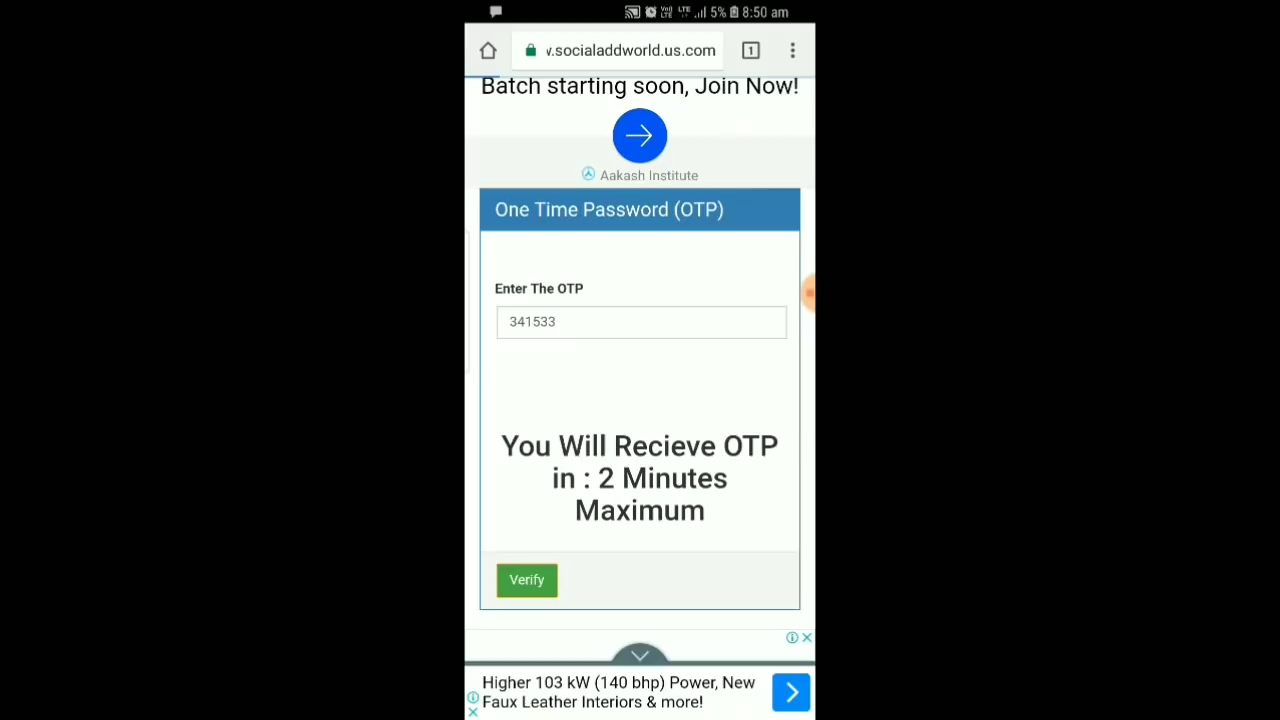 5% 8:50 am
v.socialaddworld.us.com
1
Batch starting soon, Join Now!
Aakash Institute
One Time Password (OTP)
Enter The OTP
341533
You Will Recieve OTP
in : 2 Minutes
Maximum
Verify
Higher 103 kW (140 bhp) Power, New
Faux Leather Interiors & more!